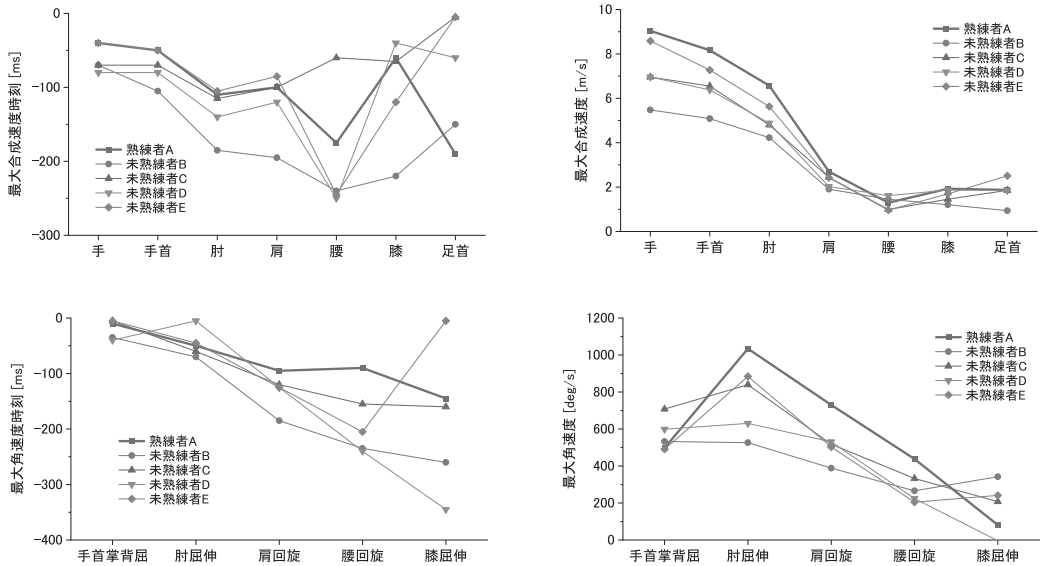 0
−100
−200
−300
最大合成速度時刻 [ms]
熟練者A
未熟練者B
未熟練者C
未熟練者D
未熟練者E
手 手首 肘 肩 腰 膝 足首
10
8
6
4
2
0
最大合成速度 [m/s]
熟練者A
未熟練者B
未熟練者C
未熟練者D
未熟練者E
手 手首 肘 肩 腰 膝 足首
0
−100
−200
−300
−400
最大角速度時刻 [ms]
熟練者A
未熟練者B
未熟練者C
未熟練者D
未熟練者E
手首掌背屈 肘屈伸 肩回旋 腰回旋 膝屈伸
1200
1000
800
600
400
200
0
最大角速度 [deg/s]
熟練者A
未熟練者B
未熟練者C
未熟練者D
未熟練者E
手首掌背屈 肘屈伸 肩回旋 腰回旋 膝屈伸